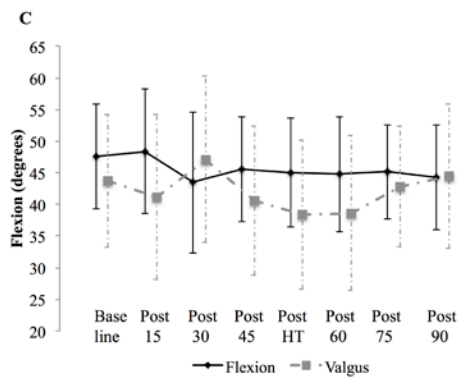 C
Flexion (degrees)
65
60
55
50
45
40
35
30
25
20
Base Post Post Post Post Post Post Post
line 15 30 45 HT 60 75 90
Flexion Valgus